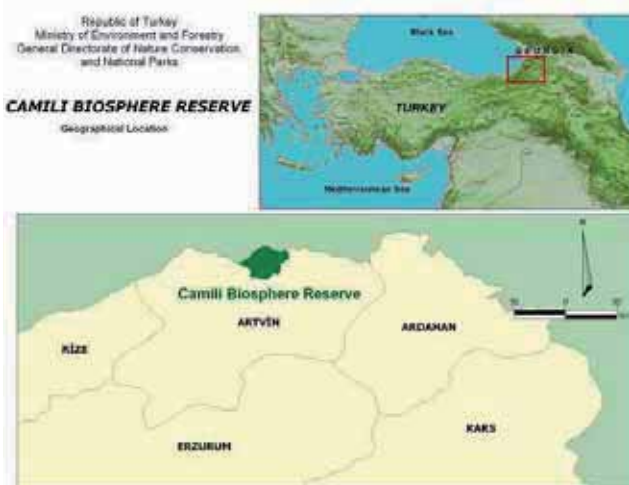 Republic of Turkey
Ministry of Environment and Forestry
General Directorate of Nature Conservation
and National Parks
CAMILI BIOSPHERE RESERVE
Geographical Location
Black Sea
GEORGIA
TURKEY
Mediterranean Sea
Camili Biosphere Reserve
ARTVİN
ARDAHAN
RİZE
KARS
ERZURUM